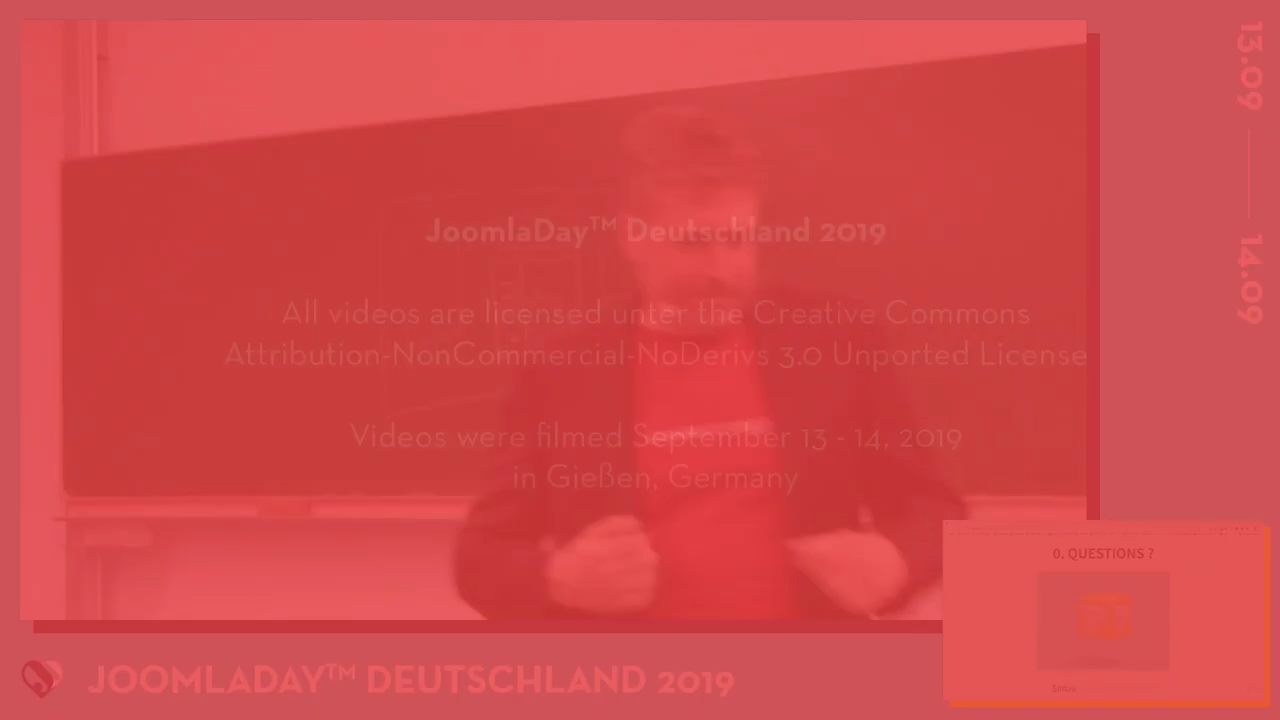 JoomlaDay™ Deutschland 2019
All videos are licensed unter the Creative Commons
Attribution-NonCommercial-NoDerivs 3.0 Unported License
Videos were filmed September 13 - 14, 2019
in Gießen, Germany
13.09
14.09
0. QUESTIONS ?
JOOMLADAY™ DEUTSCHLAND 2019